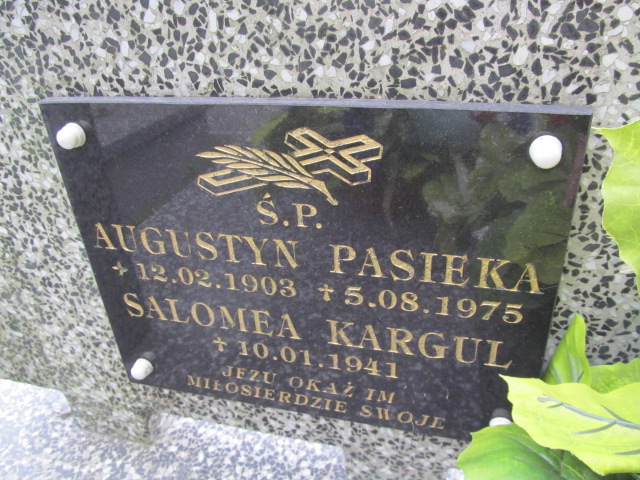 Ś.P.
AUGUSTYN PASIEKA
+12.02.1903 +5.08.1975
SALOMEA KARGUL
+10.01.1941
JEZU OKAŻ IM
MIŁOSIERDZIE SWOJE